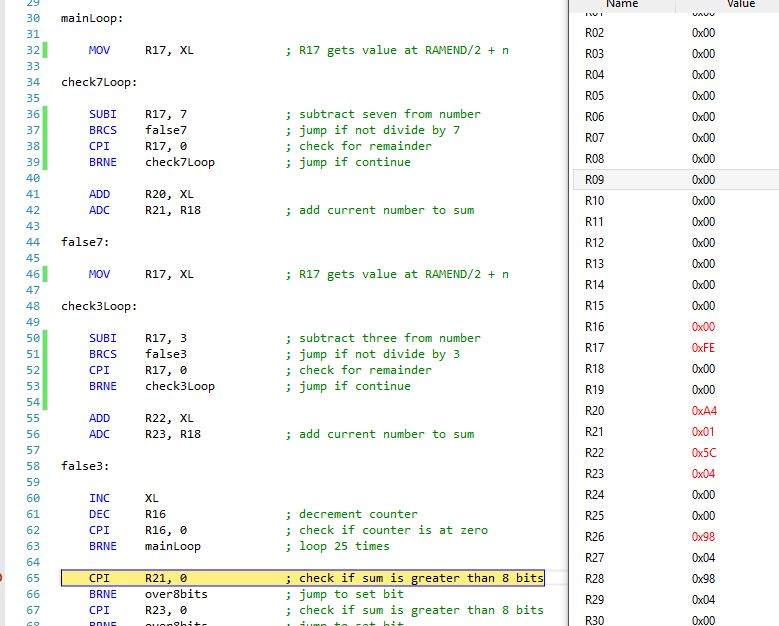 29
30 mainLoop:
31
32 MOV R17, XL ; R17 gets value at RAMEND/2 + n
33
34 check7Loop:
35
36 SUBI R17, 7 ; subtract seven from number
37 BRCS false7 ; jump if not divide by 7
38 CPI R17, 0 ; check for remainder
39 BRNE check7Loop ; jump if continue
40
41 ADD R20, XL
42 ADC R21, R18 ; add current number to sum
43
44 false7:
45
46 MOV R17, XL ; R17 gets value at RAMEND/2 + n
47
48 check3Loop:
49
50 SUBI R17, 3 ; subtract three from number
51 BRCS false3 ; jump if not divide by 3
52 CPI R17, 0 ; check for remainder
53 BRNE check3Loop ; jump if continue
54
55 ADD R22, XL
56 ADC R23, R18 ; add current number to sum
57
58 false3:
59
60 INC XL
61 DEC R16 ; decrement counter
62 CPI R16, 0 ; check if counter is at zero
63 BRNE mainLoop ; loop 25 times
64
65 CPI R21, 0 ; check if sum is greater than 8 bits
66 BRNE over8bits ; jump to set bit
67 CPI R23, 0 ; check if sum is greater than 8 bits
68 BRNE over8bits ; jump to set bit
Name Value
R01 0x00
R02 0x00
R03 0x00
R04 0x00
R05 0x00
R06 0x00
R07 0x00
R08 0x00
R09 0x00
R10 0x00
R11 0x00
R12 0x00
R13 0x00
R14 0x00
R15 0x00
R16 0x00
R17 0xFE
R18 0x00
R19 0x00
R20 0xA4
R21 0x01
R22 0x5C
R23 0x04
R24 0x00
R25 0x00
R26 0x98
R27 0x04
R28 0x98
R29 0x04
R30 0x00